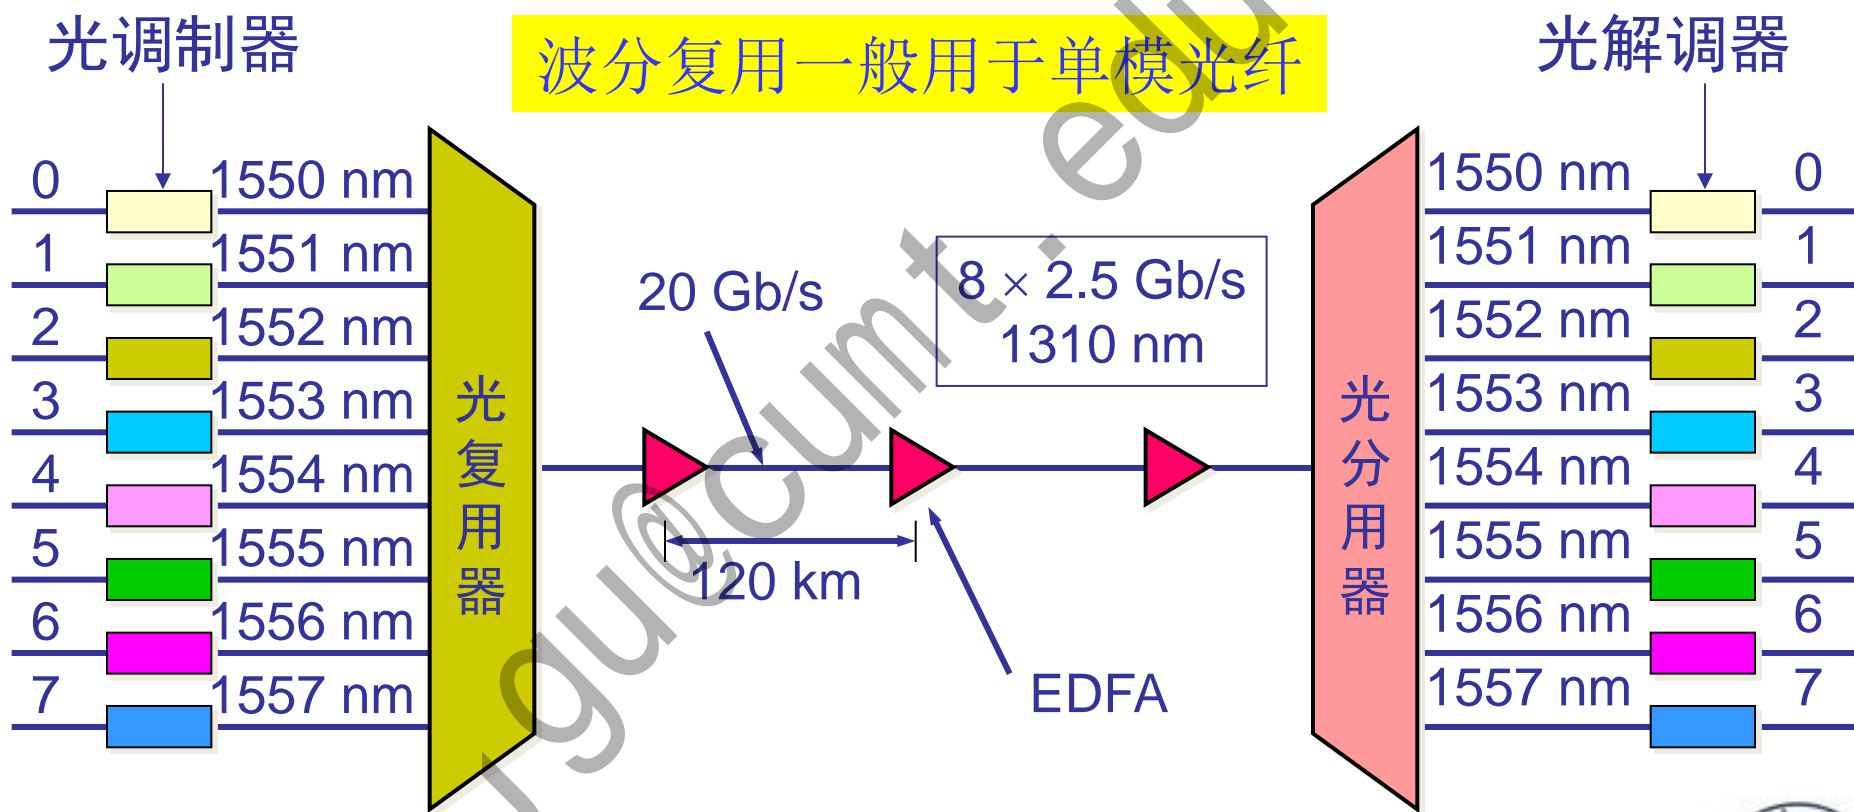 光调制器
波分复用一般用于单模光纤
光解调器
0 1550 nm
1 1551 nm
2 1552 nm
3 1553 nm
4 1554 nm
5 1555 nm
6 1556 nm
7 1557 nm
光复用器
20 Gb/s
8 × 2.5 Gb/s
1310 nm
120 km
EDFA
光分用器
1550 nm 0
1551 nm 1
1552 nm 2
1553 nm 3
1554 nm 4
1555 nm 5
1556 nm 6
1557 nm 7
jgu@cumt.edu